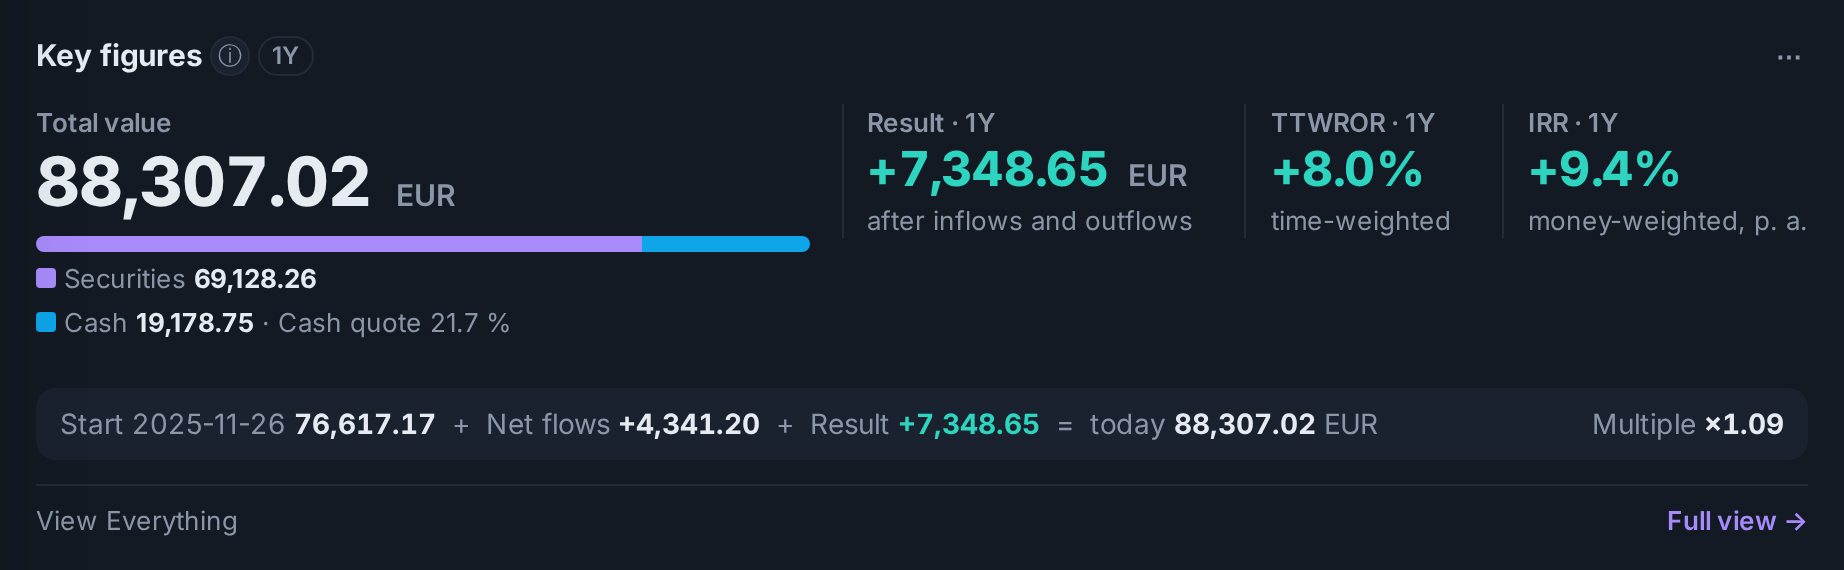 Key figures ⓘ 1Y ...
Total value
88,307.02 EUR
Securities 69,128.26
Cash 19,178.75 · Cash quote 21.7 %
Result · 1Y
+7,348.65 EUR
after inflows and outflows
TTWROR · 1Y
+8.0%
time-weighted
IRR · 1Y
+9.4%
money-weighted, p. a.
Start 2025-11-26 76,617.17 + Net flows +4,341.20 + Result +7,348.65 = today 88,307.02 EUR Multiple ×1.09
View Everything Full view →